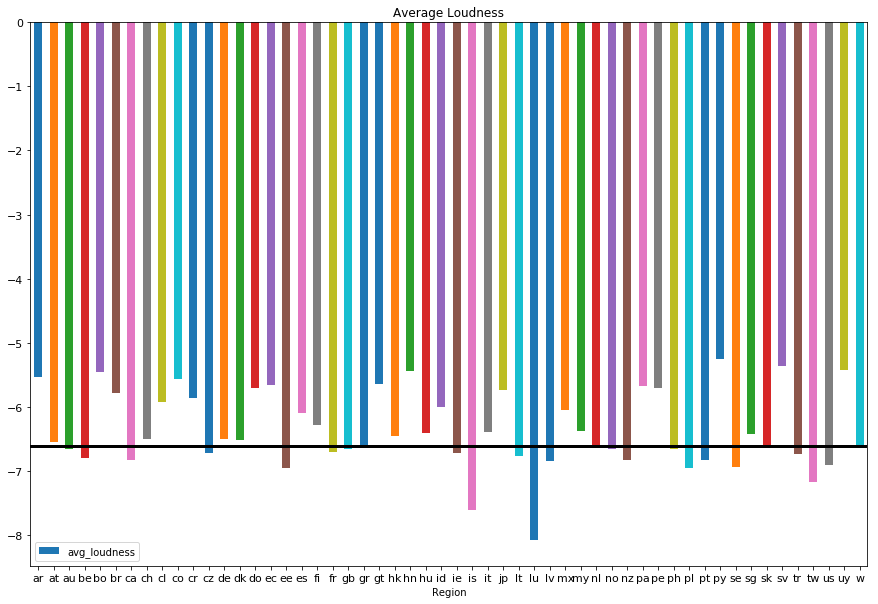 Average Loudness
0
−1
−2
−3
−4
−5
−6
−7
−8
avg_loudness
ar at au be bo br ca ch cl co cr cz de dk do ec ee es fi fr gb gr gt hk hn hu id ie is it jp lt lu lv mx my nl no nz pa pe ph pl pt py se sg sk sv tr tw us uy w
Region